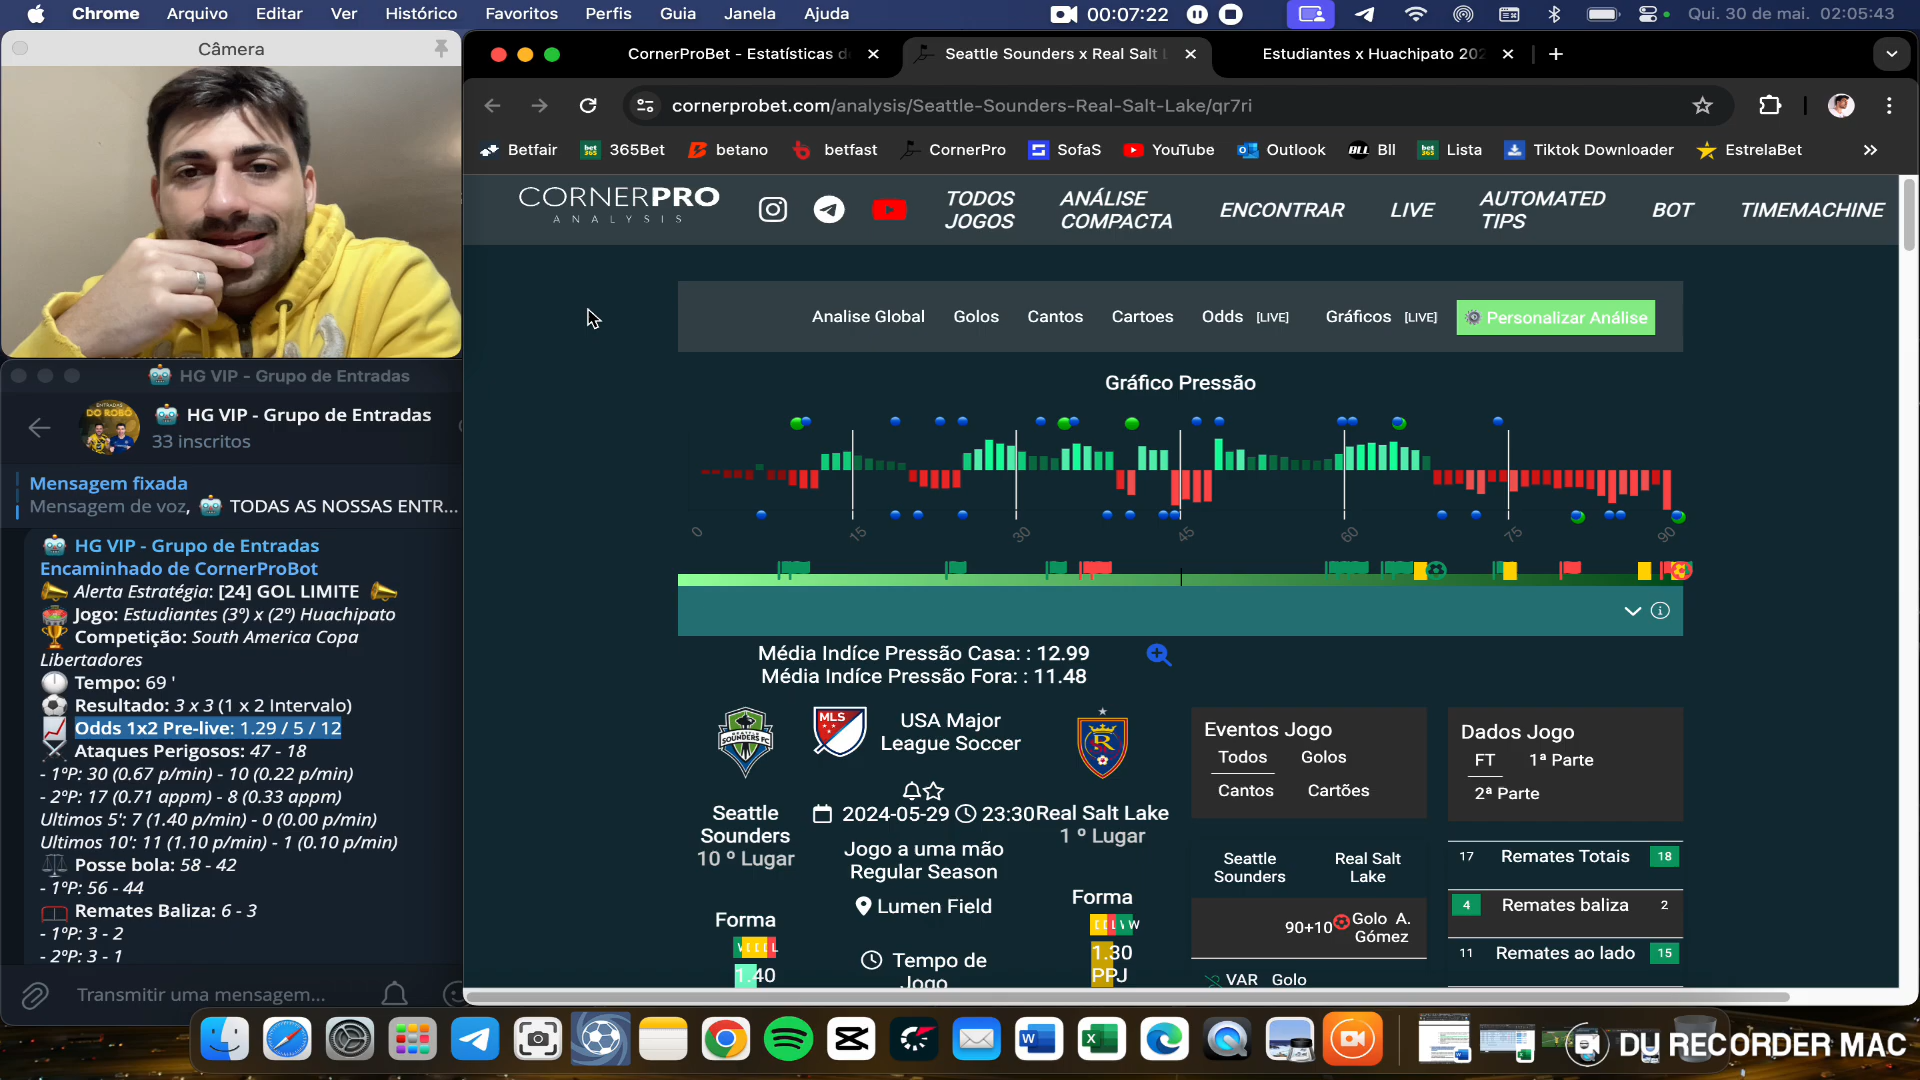 Chrome Arquivo Editar Ver Histórico Favoritos Perfis Guia Janela Ajuda 00:07:22 Qui. 30 de mai. 02:05:43
Câmera
CornerProBet - Estatísticas d
Seattle Sounders x Real Salt L
Estudiantes x Huachipato 202
cornerprobet.com/analysis/Seattle-Sounders-Real-Salt-Lake/qr7ri
Betfair 365Bet betano betfast CornerPro SofaS YouTube Outlook Bll Lista Tiktok Downloader EstrelaBet
CORNERPRO
ANALYSIS
TODOS JOGOS
ANÁLISE COMPACTA
ENCONTRAR
LIVE
AUTOMATED TIPS
BOT
TIMEMACHINE
Analise Global Golos Cantos Cartoes Odds [LIVE] Gráficos [LIVE] Personalizar Análise
Gráfico Pressão
0 15 30 45 60 75 90
Média Indíce Pressão Casa: : 12.99
Média Indíce Pressão Fora: : 11.48
SOUNDERS FC
MLS
USA Major
League Soccer
Seattle
Sounders
10 º Lugar
2024-05-29 23:30
Real Salt Lake
1 º Lugar
Jogo a uma mão
Regular Season
Lumen Field
Tempo de
Jogo
Forma
1.40
Forma
1.30
PPJ
Eventos Jogo
Todos Golos
Cantos Cartões
Seattle
Sounders
Real Salt
Lake
90+10 Golo A.
Gómez
VAR Golo
Dados Jogo
FT 1ª Parte
2ª Parte
17 Remates Totais 18
4 Remates baliza 2
11 Remates ao lado 15
HG VIP - Grupo de Entradas
ENTRADAS
DO ROBÔ
HG VIP - Grupo de Entradas
33 inscritos
Mensagem fixada
Mensagem de voz, TODAS AS NOSSAS ENTR...
HG VIP - Grupo de Entradas
Encaminhado de CornerProBot
Alerta Estratégia: [24] GOL LIMITE
Jogo: Estudiantes (3º) x (2º) Huachipato
Competição: South America Copa
Libertadores
Tempo: 69 '
Resultado: 3 x 3 (1 x 2 Intervalo)
Odds 1x2 Pre-live: 1.29 / 5 / 12
Ataques Perigosos: 47 - 18
- 1ºP: 30 (0.67 p/min) - 10 (0.22 p/min)
- 2ºP: 17 (0.71 appm) - 8 (0.33 appm)
Ultimos 5': 7 (1.40 p/min) - 0 (0.00 p/min)
Ultimos 10': 11 (1.10 p/min) - 1 (0.10 p/min)
Posse bola: 58 - 42
- 1ºP: 56 - 44
Remates Baliza: 6 - 3
- 1ºP: 3 - 2
- 2ºP: 3 - 1
Transmitir uma mensagem...
DU RECORDER MAC